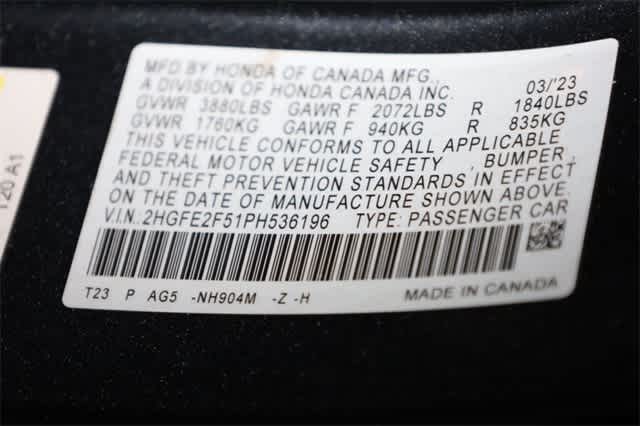 MFD BY HONDA OF CANADA MFG.,
A DIVISION OF HONDA CANADA INC. 03/'23
GVWR 3880LBS GAWR F 2072LBS R 1840LBS
GVWR 1760KG GAWR F 940KG R 835KG
THIS VEHICLE CONFORMS TO ALL APPLICABLE
FEDERAL MOTOR VEHICLE SAFETY , BUMPER,
AND THEFT PREVENTION STANDARDS IN EFFECT
ON THE DATE OF MANUFACTURE SHOWN ABOVE.
V.I.N. 2HGFE2F51PH536196 TYPE: PASSENGER CAR
T23 P AG5 -NH904M -Z -H MADE IN CANADA
T20 A1